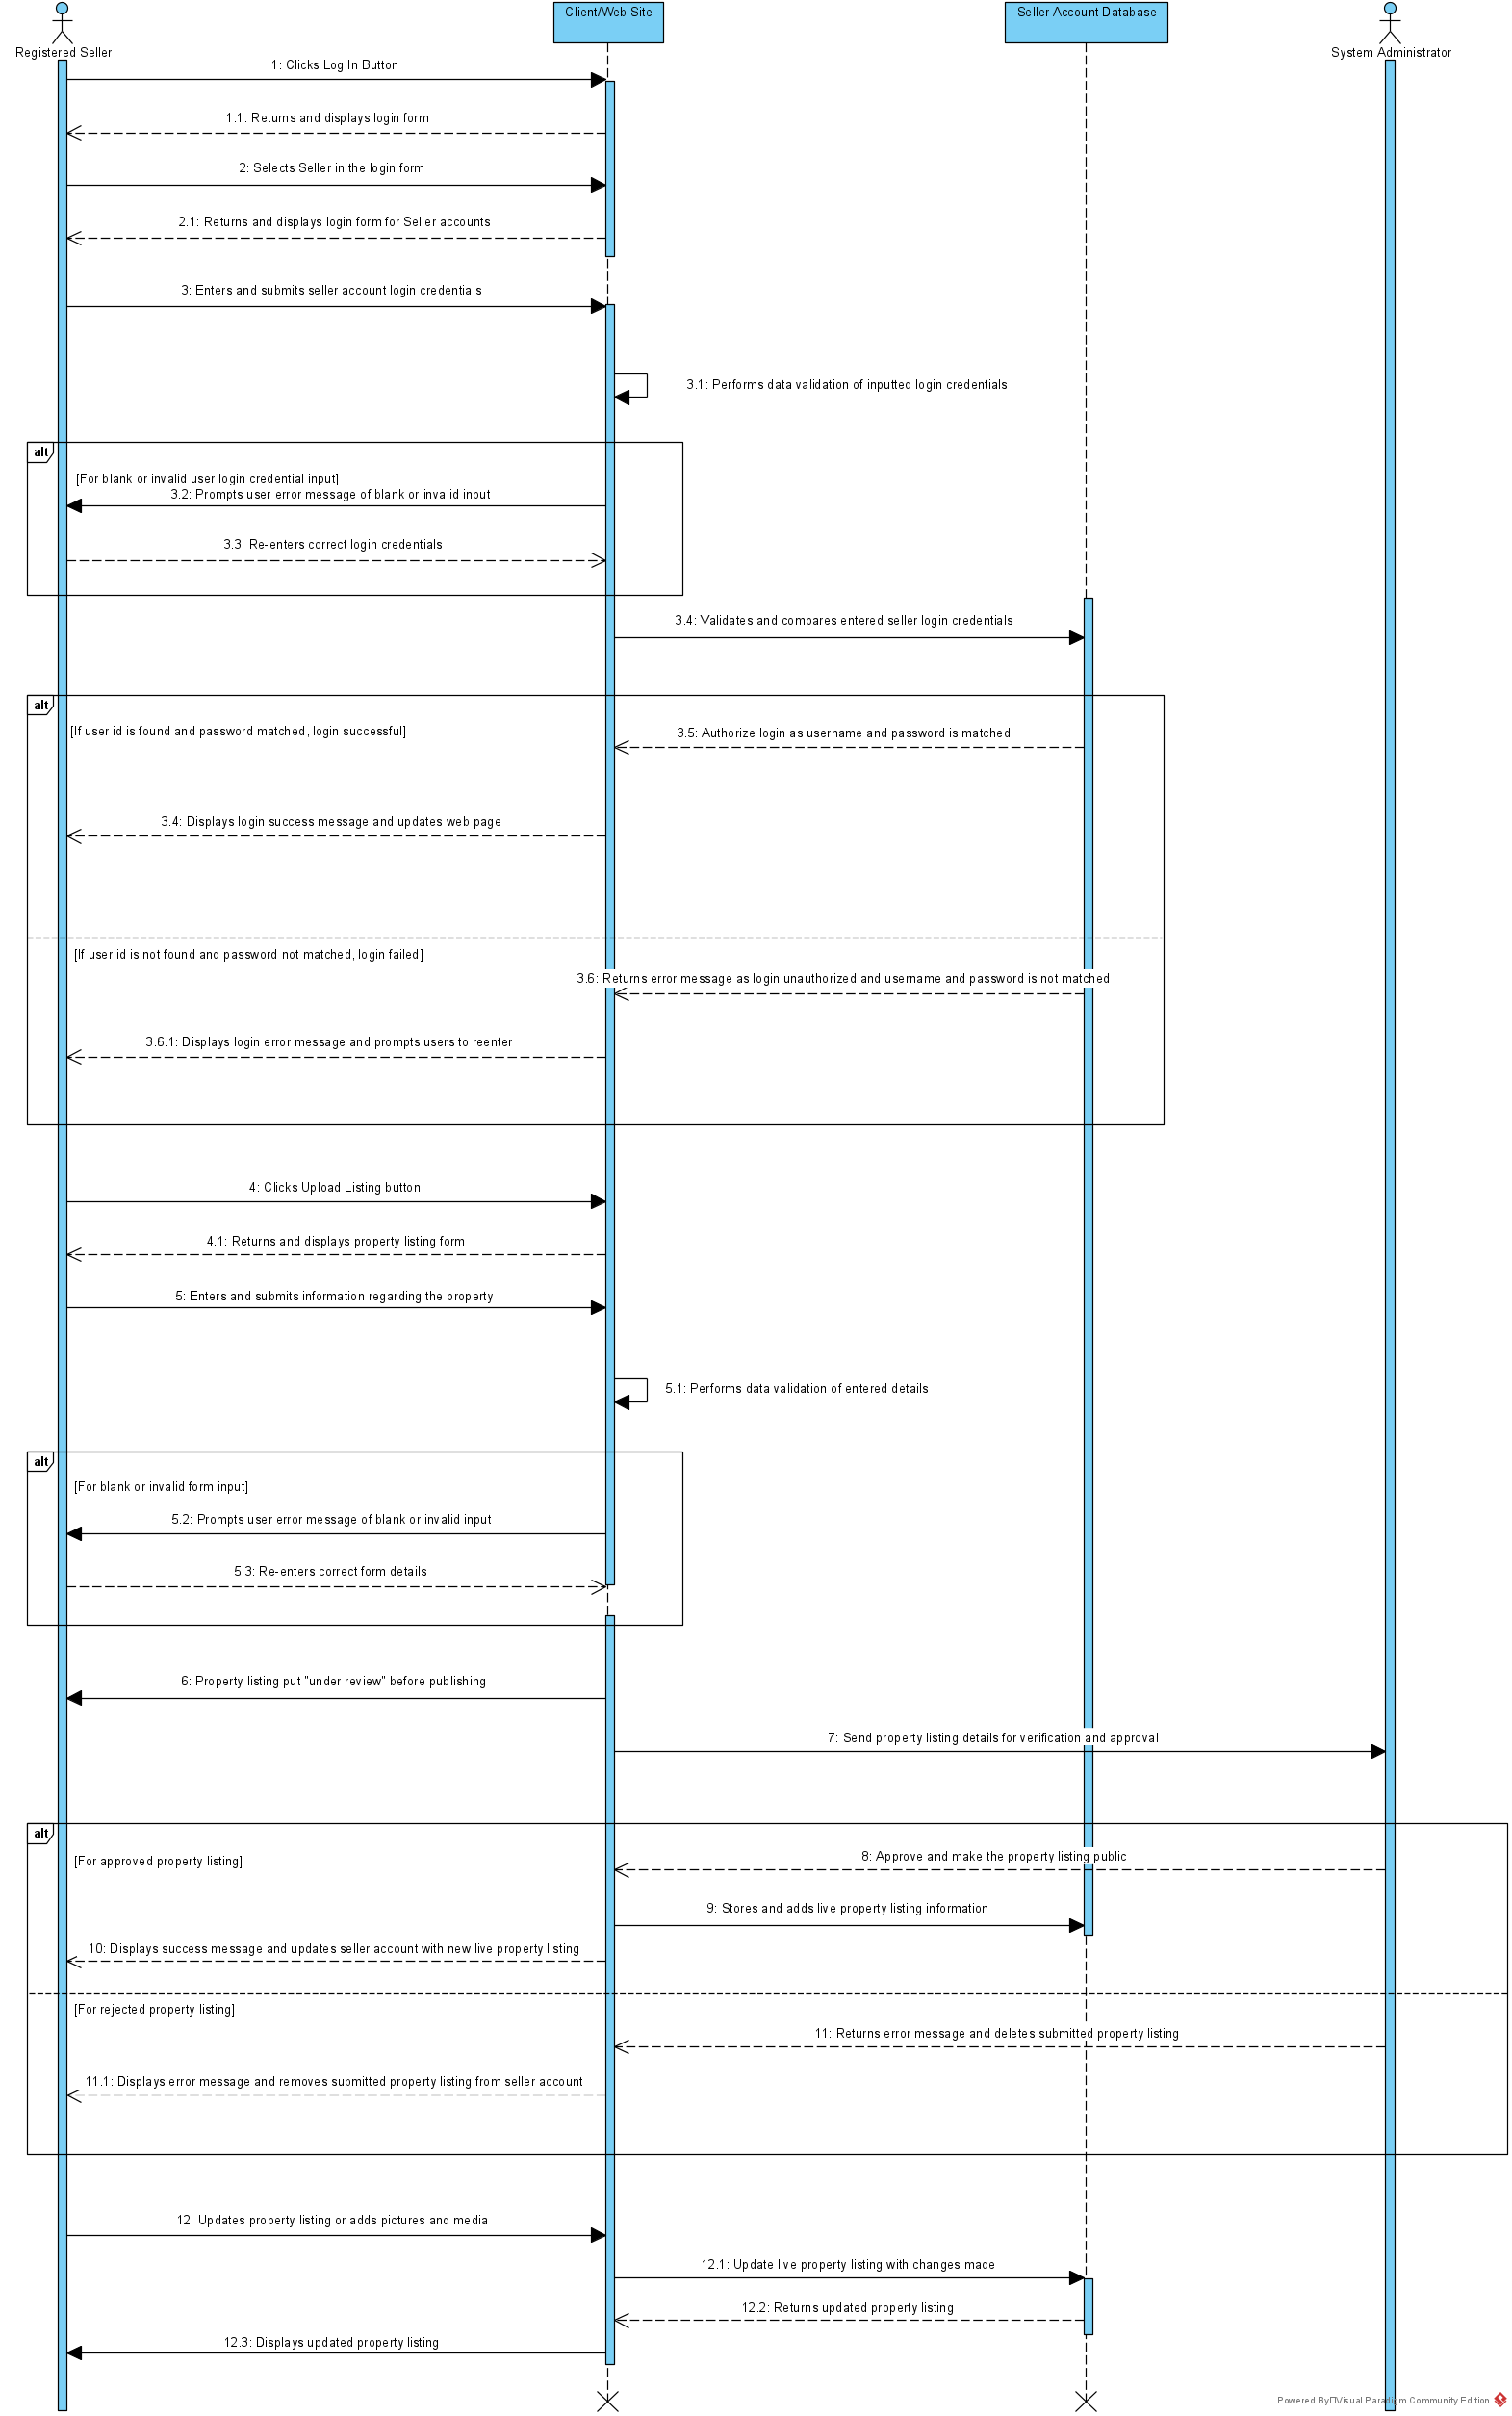 Client/Web Site
Seller Account Database
Registered Seller
System Administrator
1: Clicks Log In Button
1.1: Returns and displays login form
2: Selects Seller in the login form
2.1: Returns and displays login form for Seller accounts
3: Enters and submits seller account login credentials
3.1: Performs data validation of inputted login credentials
alt
[For blank or invalid user login credential input]
3.2: Prompts user error message of blank or invalid input
3.3: Re-enters correct login credentials
3.4: Validates and compares entered seller login credentials
alt
[If user id is found and password matched, login successful]
3.5: Authorize login as username and password is matched
3.4: Displays login success message and updates web page
[If user id is not found and password not matched, login failed]
3.6: Returns error message as login unauthorized and username and password is not matched
3.6.1: Displays login error message and prompts users to reenter
4: Clicks Upload Listing button
4.1: Returns and displays property listing form
5: Enters and submits information regarding the property
5.1: Performs data validation of entered details
alt
[For blank or invalid form input]
5.2: Prompts user error message of blank or invalid input
5.3: Re-enters correct form details
6: Property listing put "under review" before publishing
7: Send property listing details for verification and approval
alt
[For approved property listing]
8: Approve and make the property listing public
9: Stores and adds live property listing information
10: Displays success message and updates seller account with new live property listing
[For rejected property listing]
11: Returns error message and deletes submitted property listing
11.1: Displays error message and removes submitted property listing from seller account
12: Updates property listing or adds pictures and media
12.1: Update live property listing with changes made
12.2: Returns updated property listing
12.3: Displays updated property listing
Powered By Visual Paradigm Community Edition